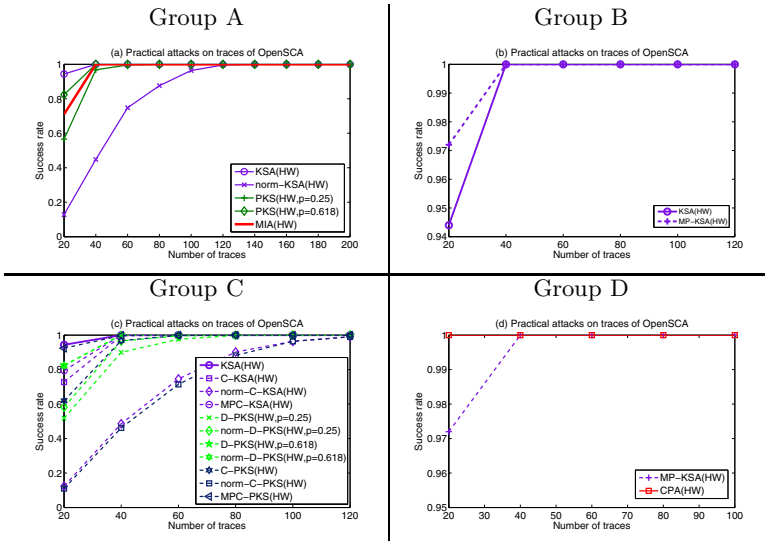 Group A
(a) Practical attacks on traces of OpenSCA
Success rate
1
0.8
0.6
0.4
0.2
0
20 40 60 80 100 120 140 160 180 200
Number of traces
KSA(HW)
norm−KSA(HW)
PKS(HW,p=0.25)
PKS(HW,p=0.618)
MIA(HW)
Group B
(b) Practical attacks on traces of OpenSCA
Success rate
1
0.99
0.98
0.97
0.96
0.95
0.94
20 40 60 80 100 120
Number of traces
KSA(HW)
MP−KSA(HW)
Group C
(c) Practical attacks on traces of OpenSCA
Success rate
1
0.8
0.6
0.4
0.2
0
20 40 60 80 100 120
Number of traces
KSA(HW)
C−KSA(HW)
norm−C−KSA(HW)
MPC−KSA(HW)
D−PKS(HW,p=0.25)
norm−D−PKS(HW,p=0.25)
D−PKS(HW,p=0.618)
norm−D−PKS(HW,p=0.618)
C−PKS(HW)
norm−C−PKS(HW)
MPC−PKS(HW)
Group D
(d) Practical attacks on traces of OpenSCA
Success rate
1
0.99
0.98
0.97
0.96
0.95
20 30 40 50 60 70 80 90 100
Number of traces
MP−KSA(HW)
CPA(HW)